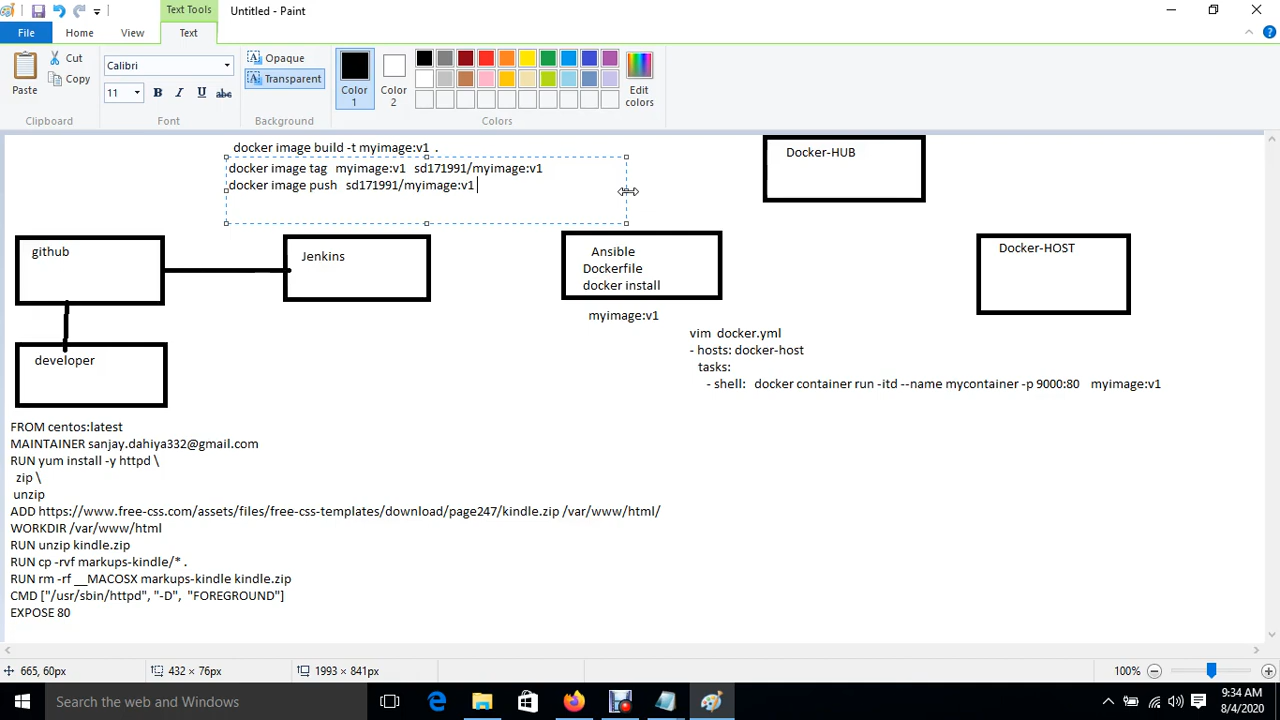 Text Tools
Untitled - Paint
File
Home
View
Text
Paste
Cut
Copy
Clipboard
Calibri
11
B I U abc
Font
Opaque
Transparent
Background
Color 1
Color 2
Edit colors
Colors
docker image build -t myimage:v1 .
docker image tag myimage:v1 sd171991/myimage:v1
docker image push sd171991/myimage:v1
Docker-HUB
github
Jenkins
Ansible
Dockerfile
docker install
Docker-HOST
myimage:v1
vim docker.yml
- hosts: docker-host
tasks:
- shell: docker container run -itd --name mycontainer -p 9000:80 myimage:v1
developer
FROM centos:latest
MAINTAINER sanjay.dahiya332@gmail.com
RUN yum install -y httpd \
zip \
unzip
ADD https://www.free-css.com/assets/files/free-css-templates/download/page247/kindle.zip /var/www/html/
WORKDIR /var/www/html
RUN unzip kindle.zip
RUN cp -rvf markups-kindle/* .
RUN rm -rf __MACOSX markups-kindle kindle.zip
CMD ["/usr/sbin/httpd", "-D", "FOREGROUND"]
EXPOSE 80
665, 60px
432 × 76px
1993 × 841px
100%
Search the web and Windows
9:34 AM
8/4/2020